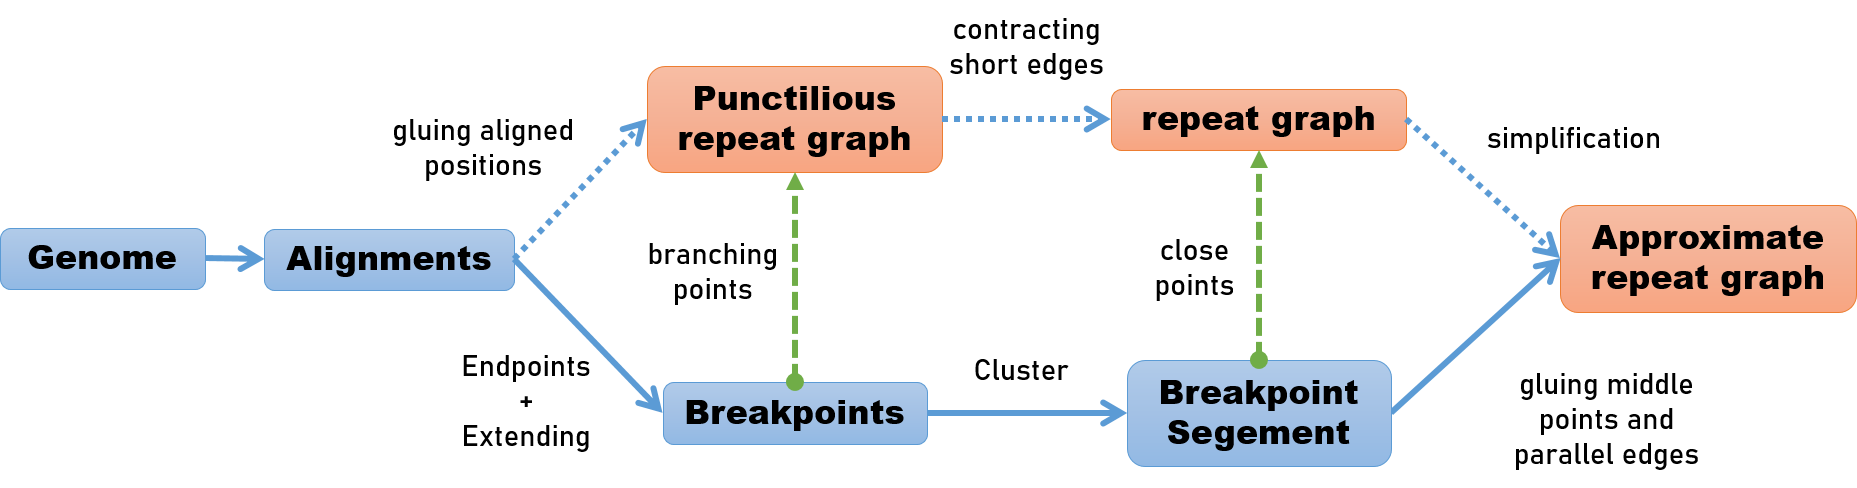 contracting
short edges
Punctilious
repeat graph
repeat graph
gluing aligned
positions
simplification
Genome
Alignments
branching
points
close
points
Approximate
repeat graph
Endpoints
+
Extending
Breakpoints
Cluster
Breakpoint
Segement
gluing middle
points and
parallel edges